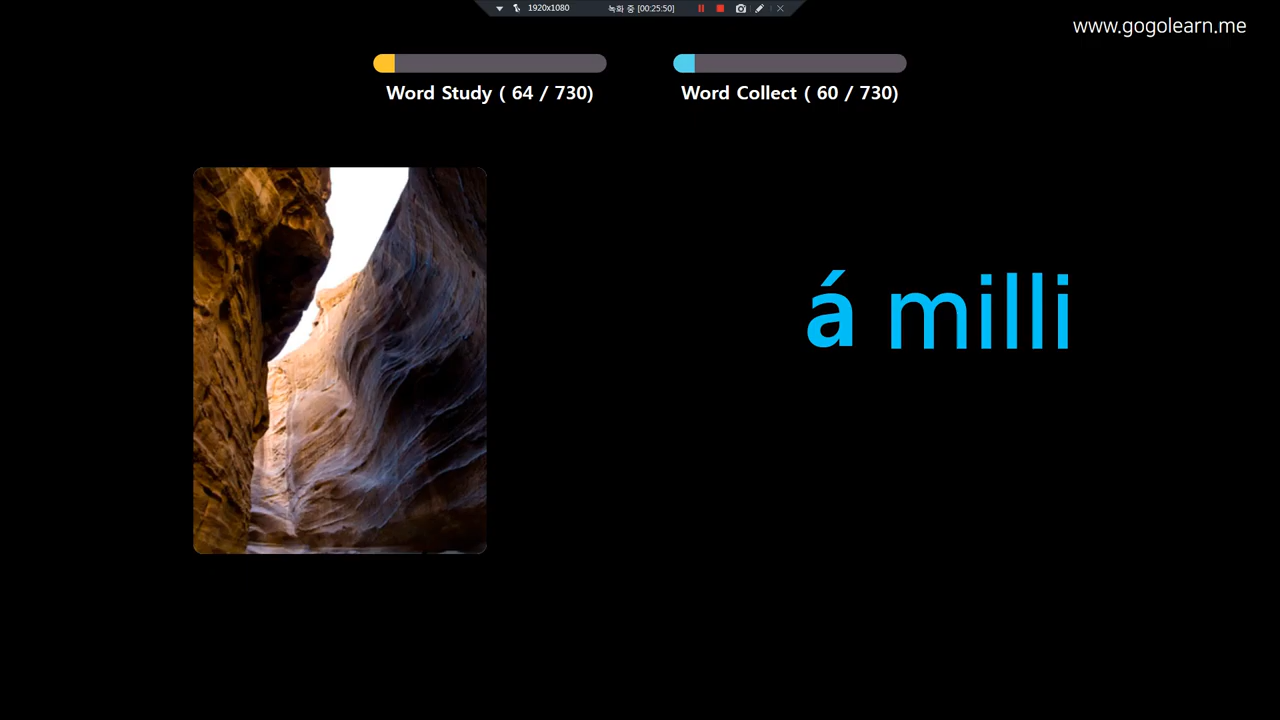 1920x1080 녹화 중 [00:25:50]
www.gogolearn.me
Word Study ( 64 / 730)
Word Collect ( 60 / 730)
á milli